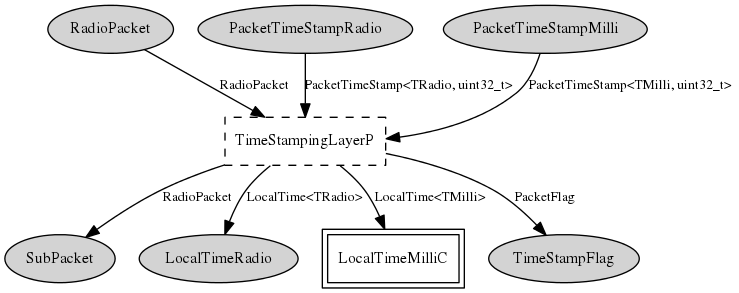 RadioPacket
PacketTimeStampRadio
PacketTimeStampMilli
RadioPacket
PacketTimeStamp<TRadio, uint32_t>
PacketTimeStamp<TMilli, uint32_t>
TimeStampingLayerP
RadioPacket
LocalTime<TRadio>
LocalTime<TMilli>
PacketFlag
SubPacket
LocalTimeRadio
LocalTimeMilliC
TimeStampFlag